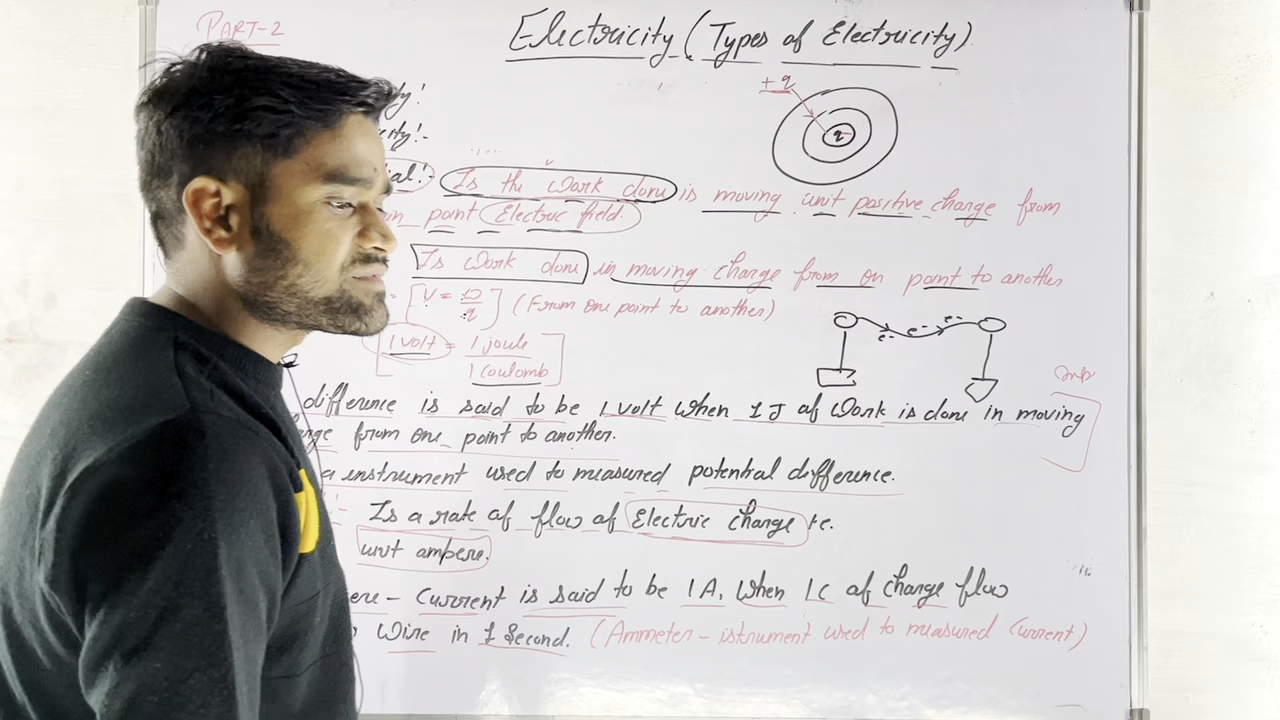 PART-2
Electricity (Types of Electricity)
+q
ty!
city!-
q-
ial! Is the work done is moving unit positive charge from
point Electric field.
Is work done in moving charge from on point to another
= [V = ω/q] (From one point to another)
1 volt = 1 joule / 1 coulomb
e- e- e-
difference is said to be 1 volt when 1 J of work is done in moving
from one point to another.
a instrument used to measured potential difference.
!- Is a rate of flow of Electric charge
unit ampere.
ere - Current is said to be 1 A, When 1 C of charge flow
Wire in 1 Second. (Ammeter - istrument used to measured current)